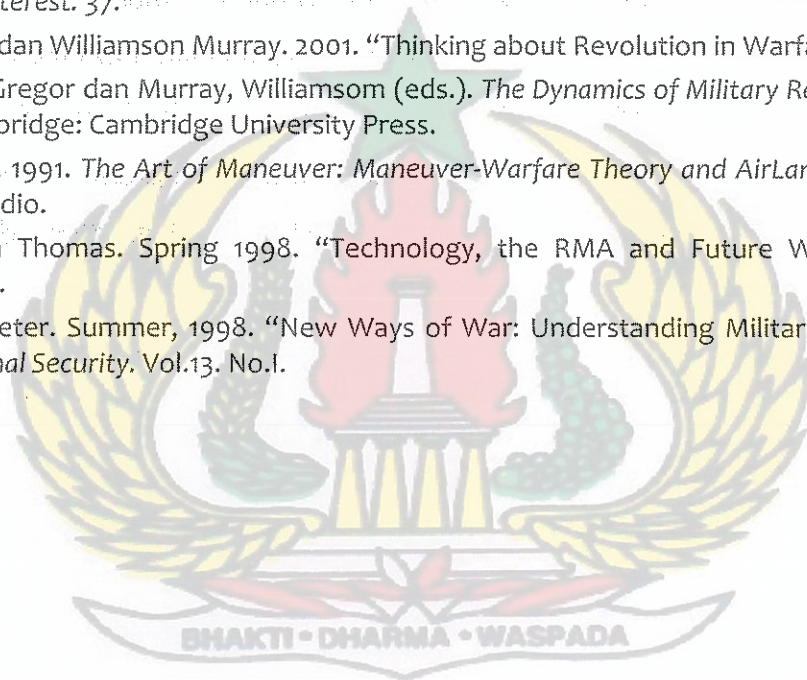 terest. 37.
dan Williamson Murray. 2001. “Thinking about Revolution in Warfa
Gregor dan Murray, Williamsom (eds.). The Dynamics of Military Re
bridge: Cambridge University Press.
. 1991. The Art of Maneuver: Maneuver-Warfare Theory and AirLan
dio.
Thomas. Spring 1998. “Technology, the RMA and Future W
.
eter. Summer, 1998. “New Ways of War: Understanding Militar
nal Security. Vol.13. No.I.
BHAKTI • DHARMA • WASPADA